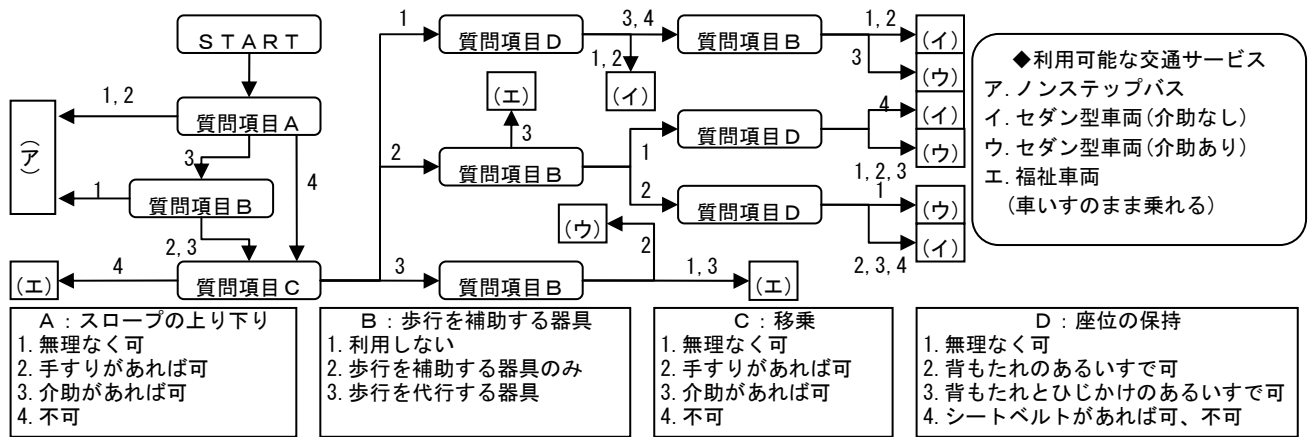 ＳＴＡＲＴ
1
質問項目Ｄ
3, 4
質問項目Ｂ
1, 2
(イ)
3
(ウ)
1, 2
(イ)
1, 2
質問項目Ａ
(ア)
3
4
1
質問項目Ｂ
2, 3
4
(エ)
質問項目Ｃ
(エ)
3
2
質問項目Ｂ
1
質問項目Ｄ
4
(イ)
(ウ)
1, 2, 3
2
質問項目Ｄ
1
(ウ)
(イ)
2, 3, 4
3
質問項目Ｂ
(ウ)
2
1, 3
(エ)
◆利用可能な交通サービス
ア. ノンステップバス
イ. セダン型車両(介助なし)
ウ. セダン型車両(介助あり)
エ. 福祉車両
(車いすのまま乗れる)
Ａ：スロープの上り下り
1. 無理なく可
2. 手すりがあれば可
3. 介助があれば可
4. 不可
Ｂ：歩行を補助する器具
1. 利用しない
2. 歩行を補助する器具のみ
3. 歩行を代行する器具
Ｃ：移乗
1. 無理なく可
2. 手すりがあれば可
3. 介助があれば可
4. 不可
Ｄ：座位の保持
1. 無理なく可
2. 背もたれのあるいすで可
3. 背もたれとひじかけのあるいすで可
4. シートベルトがあれば可、不可